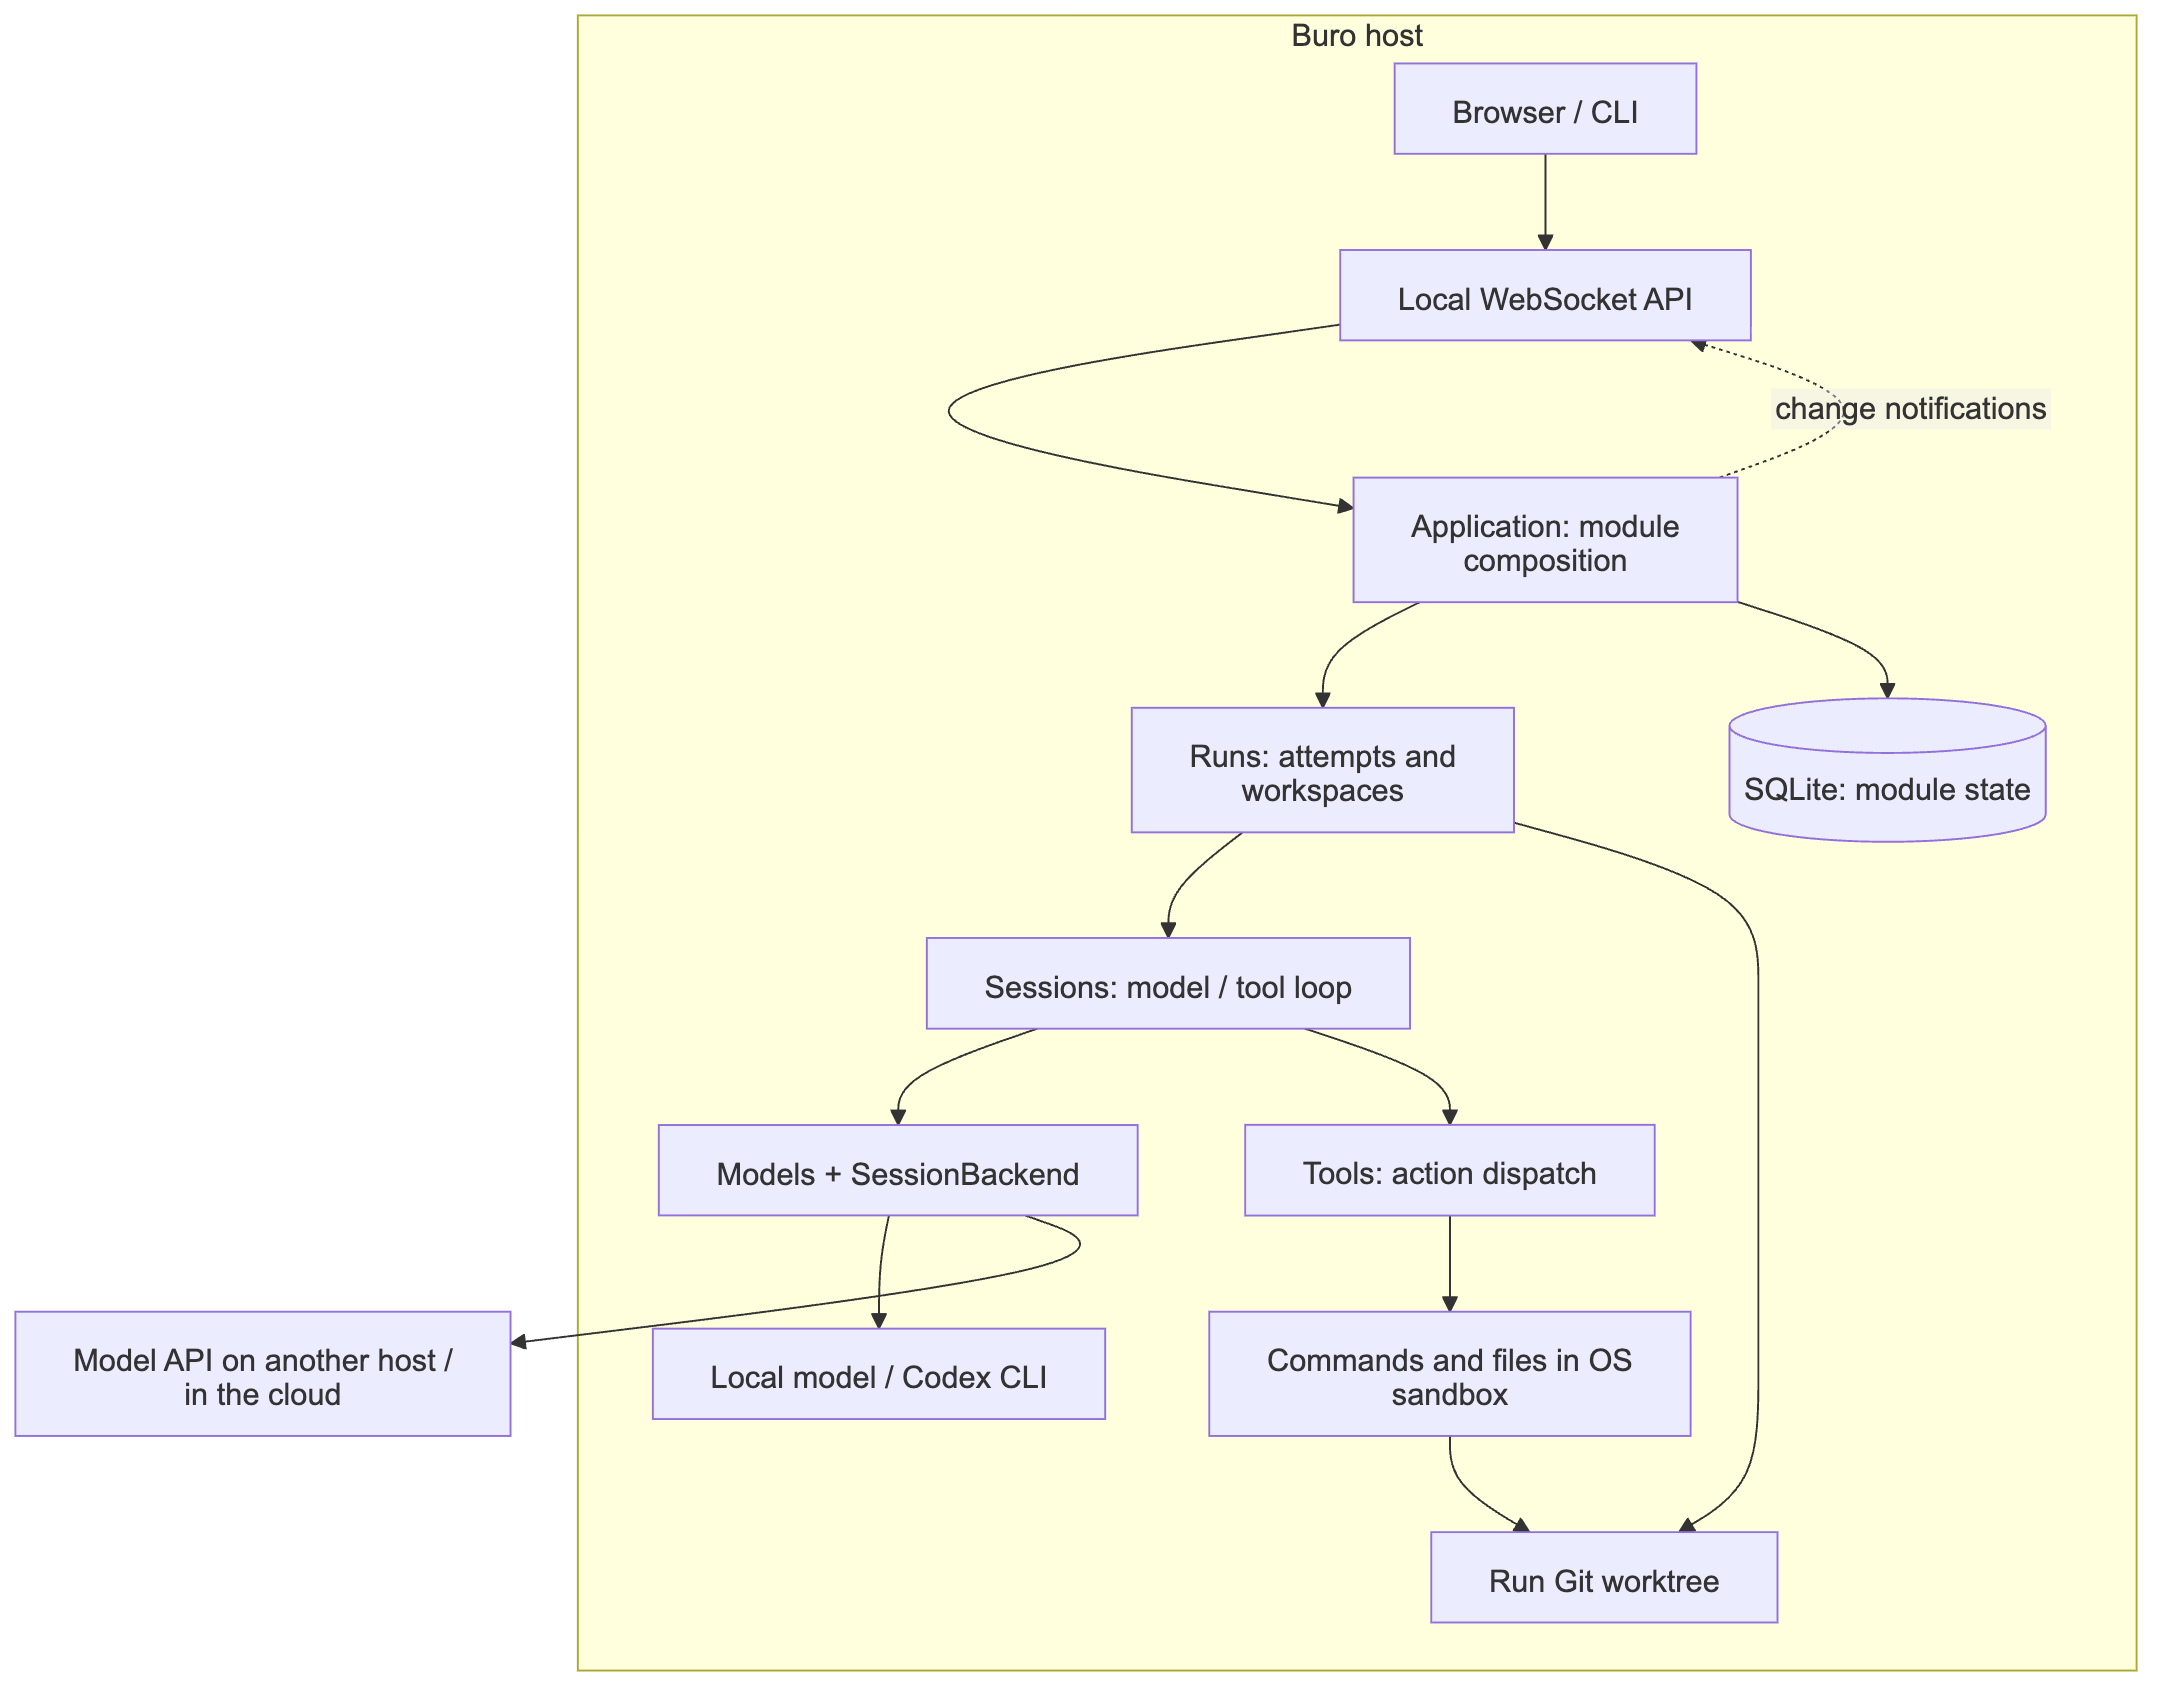 Buro host
Browser / CLI
Local WebSocket API
change notifications
Application: module
composition
Runs: attempts and
workspaces
SQLite: module state
Sessions: model / tool loop
Models + SessionBackend
Tools: action dispatch
Model API on another host /
in the cloud
Local model / Codex CLI
Commands and files in OS
sandbox
Run Git worktree